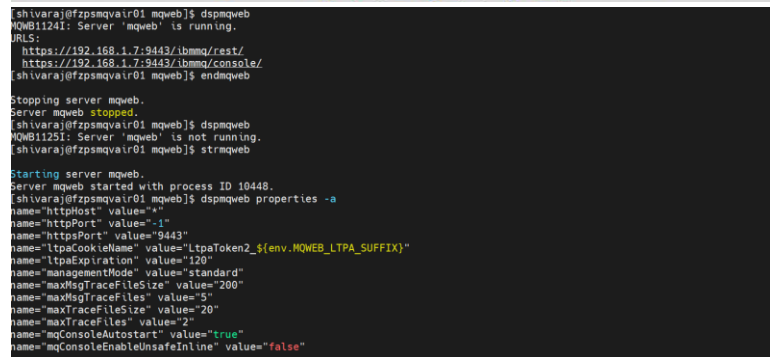 [shivaraj@fzpsmqvair01 mqweb]$ dspmqweb
MQWB1124I: Server 'mqweb' is running.
URLS:
https://192.168.1.7:9443/ibmmq/rest/
https://192.168.1.7:9443/ibmmq/console/
[shivaraj@fzpsmqvair01 mqweb]$ endmqweb
Stopping server mqweb.
Server mqweb stopped.
[shivaraj@fzpsmqvair01 mqweb]$ dspmqweb
MQWB1125I: Server 'mqweb' is not running.
[shivaraj@fzpsmqvair01 mqweb]$ strmqweb
Starting server mqweb.
Server mqweb started with process ID 10448.
[shivaraj@fzpsmqvair01 mqweb]$ dspmqweb properties -a
name="httpHost" value="*"
name="httpPort" value="-1"
name="httpsPort" value="9443"
name="ltpaCookieName" value="LtpaToken2_${env.MQWEB_LTPA_SUFFIX}"
name="ltpaExpiration" value="120"
name="managementMode" value="standard"
name="maxMsgTraceFileSize" value="200"
name="maxMsgTraceFiles" value="5"
name="maxTraceFileSize" value="20"
name="maxTraceFiles" value="2"
name="mqConsoleAutostart" value="true"
name="mqConsoleEnableUnsafeInline" value="false"